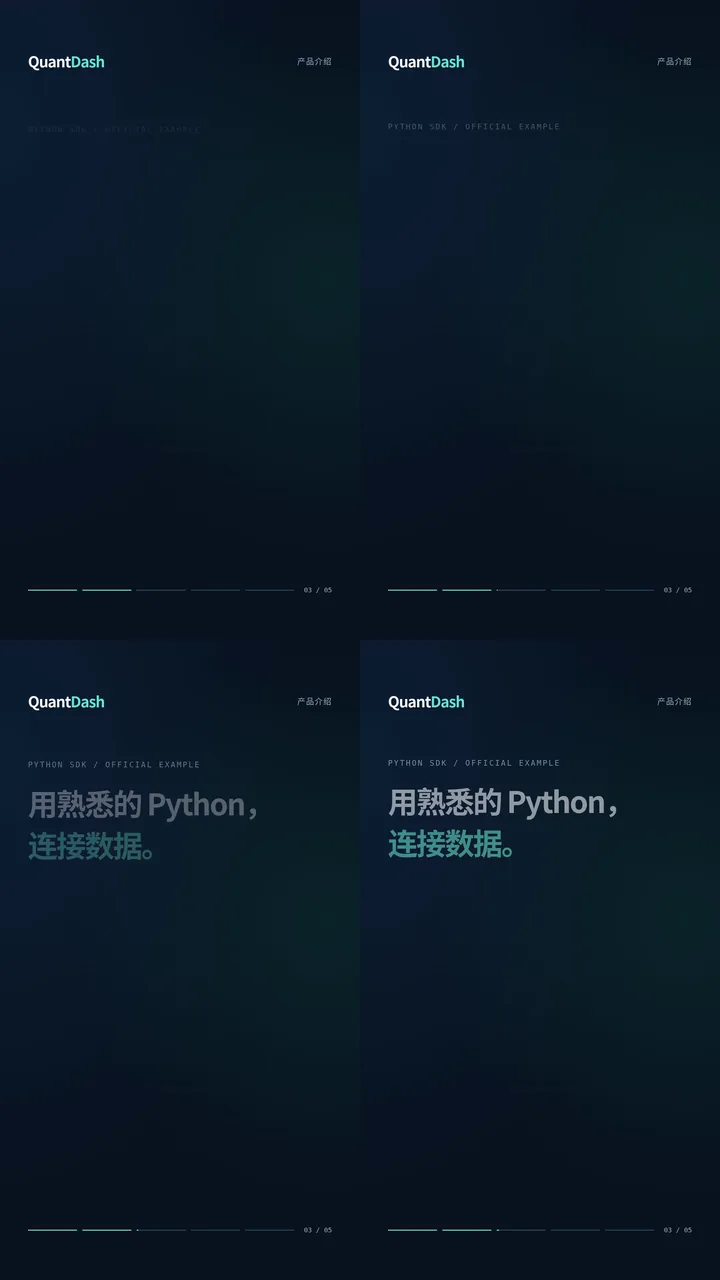 QuantDash
产品介绍
PYTHON SDK / OFFICIAL EXAMPLE
03 / 05
QuantDash
产品介绍
PYTHON SDK / OFFICIAL EXAMPLE
03 / 05
QuantDash
产品介绍
PYTHON SDK / OFFICIAL EXAMPLE
用熟悉的 Python，
连接数据。
03 / 05
QuantDash
产品介绍
PYTHON SDK / OFFICIAL EXAMPLE
用熟悉的 Python，
连接数据。
03 / 05